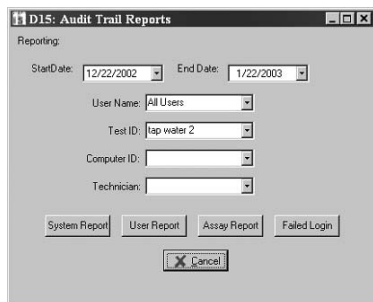 D15: Audit Trail Reports
Reporting:
StartDate: 12/22/2002 End Date: 1/22/2003
User Name: All Users
Test ID: tap water 2
Computer ID:
Technician:
System Report User Report Assay Report Failed Login
Cancel